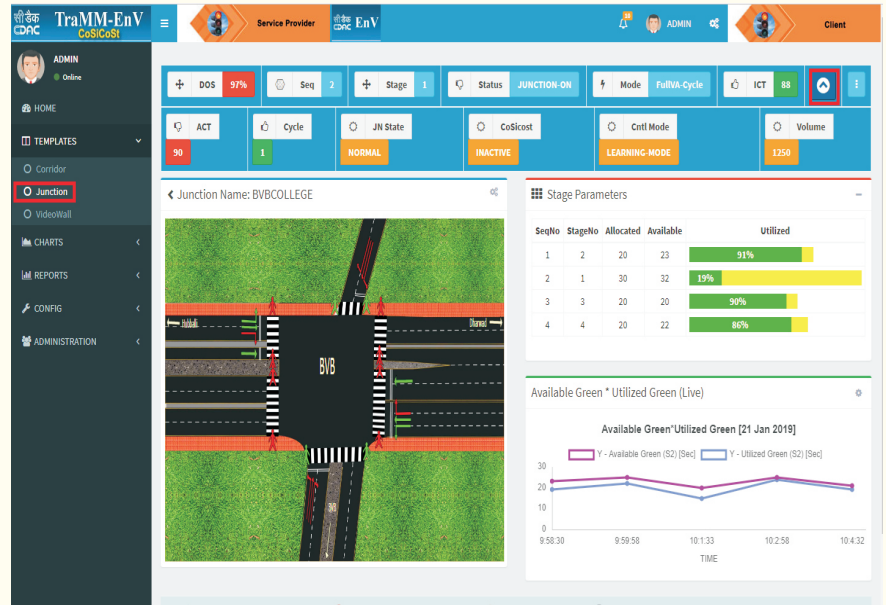 सी डैक
CDAC
TraMM-EnV
CoSiCoSt
Service Provider
सी डैक
CDAC
EnV
ADMIN
Client
ADMIN
Online
HOME
TEMPLATES
Corridor
Junction
VideoWall
CHARTS
REPORTS
CONFIG
ADMINISTRATION
DOS 97% Seq 2 Stage 1 Status JUNCTION-ON Mode FullVA-Cycle ICT 88
ACT Cycle JN State CoSicost Cntl Mode Volume
90 1 NORMAL INACTIVE LEARNING-MODE 1250
Junction Name: BVBCOLLEGE
Hubballi
Dharwad
BVB
Stage Parameters
SeqNo StageNo Allocated Available Utilized
1 2 20 23 91%
2 1 30 32 19%
3 3 20 20 90%
4 4 20 22 86%
Available Green * Utilized Green (Live)
Available Green*Utilized Green [21 Jan 2019]
Y - Available Green (S2) [Sec] Y - Utilized Green (S2) [Sec]
30
20
10
0
9:58:30 9:59:58 10:1:33 10:2:58 10:4:32
TIME